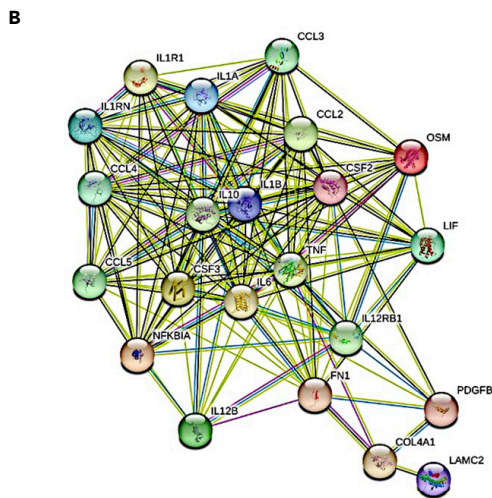 B
CCL3
IL1R1
IL1A
IL1RN
CCL2
OSM
CCL4
CSF2
IL10
IL1B
LIF
TNF
CCL5
CSF3
IL6
IL12RB1
NFKBIA
FN1
PDGFB
IL12B
COL4A1
LAMC2